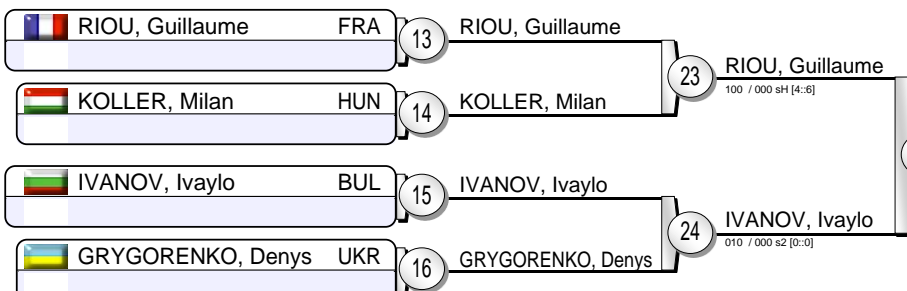 RIOU, Guillaume FRA
13
RIOU, Guillaume
23
RIOU, Guillaume
100 / 000 sH [4::6]
KOLLER, Milan HUN
14
KOLLER, Milan
IVANOV, Ivaylo BUL
15
IVANOV, Ivaylo
24
IVANOV, Ivaylo
010 / 000 s2 [0::0]
GRYGORENKO, Denys UKR
16
GRYGORENKO, Denys